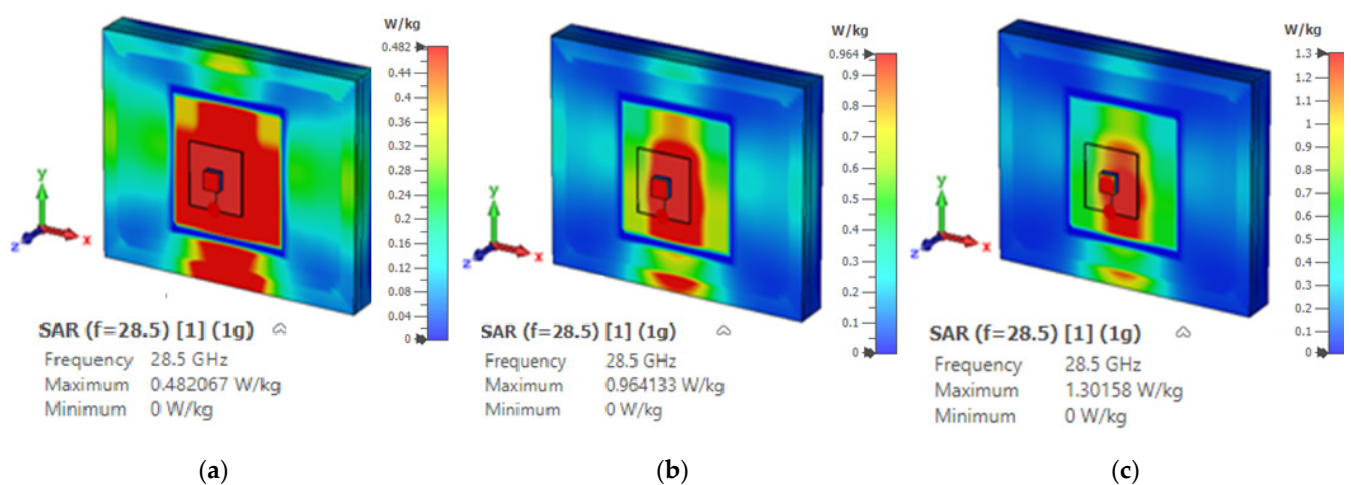 W/kg
0.482
0.44
0.4
0.36
0.32
0.28
0.24
0.2
0.16
0.12
0.08
0.04
0
y
z
x
SAR (f=28.5) [1] (1g)
Frequency 28.5 GHz
Maximum 0.482067 W/kg
Minimum 0 W/kg
(a)
W/kg
0.964
0.9
0.8
0.7
0.6
0.5
0.4
0.3
0.2
0.1
0
y
z
x
SAR (f=28.5) [1] (1g)
Frequency 28.5 GHz
Maximum 0.964133 W/kg
Minimum 0 W/kg
(b)
W/kg
1.3
1.2
1.1
1
0.9
0.8
0.7
0.6
0.5
0.4
0.3
0.2
0.1
0
y
z
x
SAR (f=28.5) [1] (1g)
Frequency 28.5 GHz
Maximum 1.30158 W/kg
Minimum 0 W/kg
(c)